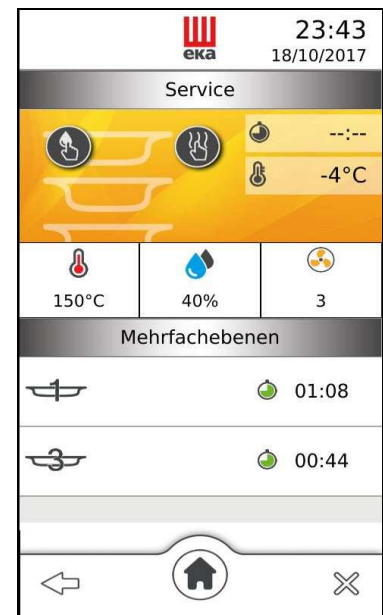 23:43
eka
18/10/2017
Service
--:--
-4°C
150°C
40%
3
Mehrfachebenen
1
01:08
3
00:44